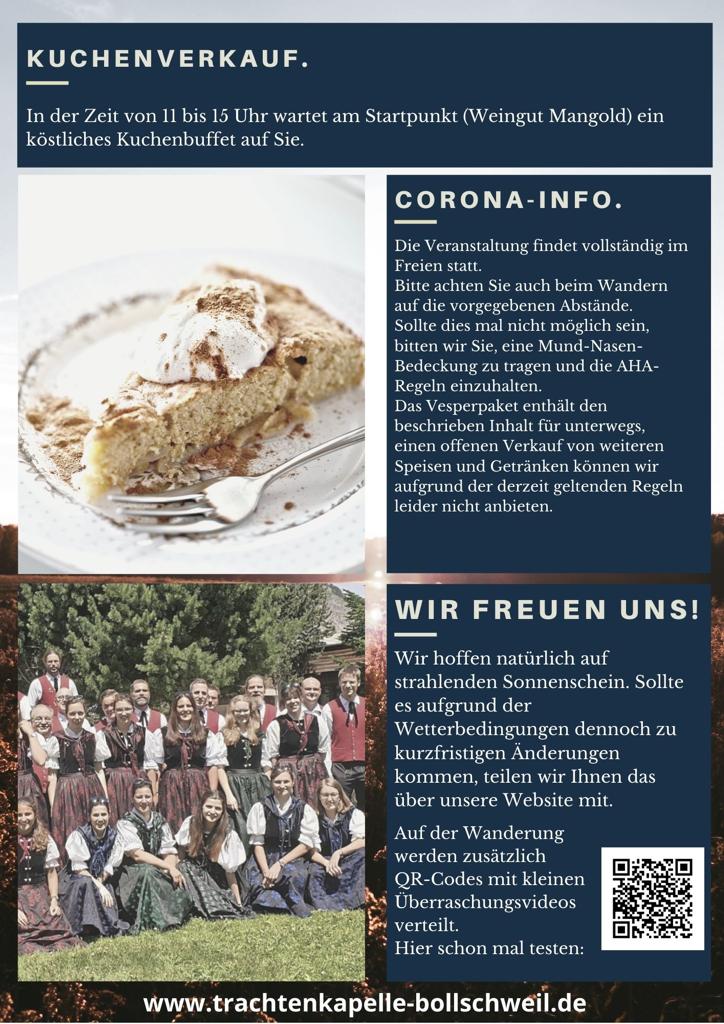 KUCHENVERKAUF.
In der Zeit von 11 bis 15 Uhr wartet am Startpunkt (Weingut Mangold) ein
köstliches Kuchenbuffet auf Sie.
CORONA-INFO.
Die Veranstaltung findet vollständig im
Freien statt.
Bitte achten Sie auch beim Wandern
auf die vorgegebenen Abstände.
Sollte dies mal nicht möglich sein,
bitten wir Sie, eine Mund-Nasen-
Bedeckung zu tragen und die AHA-
Regeln einzuhalten.
Das Vesperpaket enthält den
beschrieben Inhalt für unterwegs,
einen offenen Verkauf von weiteren
Speisen und Getränken können wir
aufgrund der derzeit geltenden Regeln
leider nicht anbieten.
WIR FREUEN UNS!
Wir hoffen natürlich auf
strahlenden Sonnenschein. Sollte
es aufgrund der
Wetterbedingungen dennoch zu
kurzfristigen Änderungen
kommen, teilen wir Ihnen das
über unsere Website mit.
Auf der Wanderung
werden zusätzlich
QR-Codes mit kleinen
Überraschungsvideos
verteilt.
Hier schon mal testen:
www.trachtenkapelle-bollschweil.de